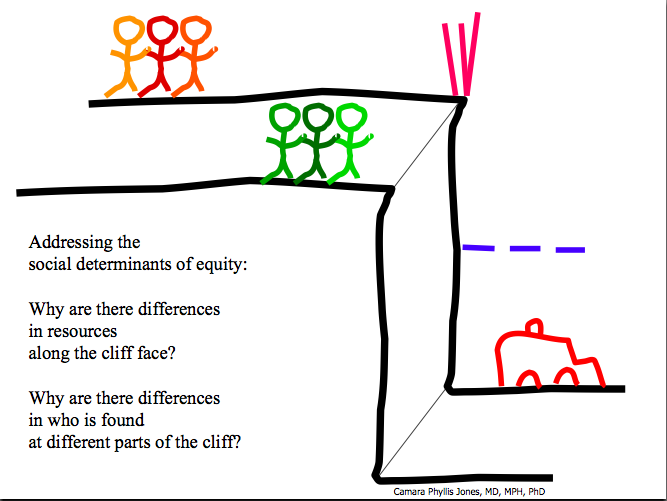 Addressing the
social determinants of equity:
Why are there differences
in resources
along the cliff face?
Why are there differences
in who is found
at different parts of the cliff?
Camara Phyllis Jones, MD, MPH, PhD